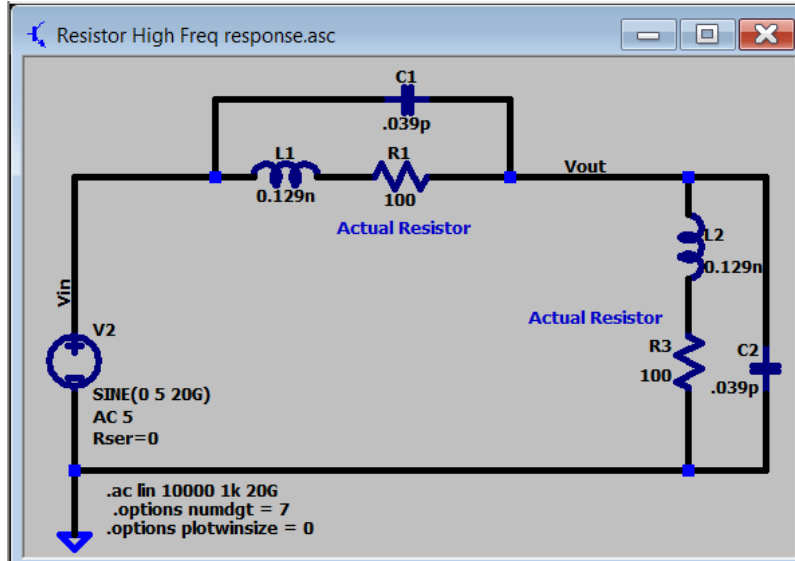 Resistor High Freq response.asc
C1
.039p
L1
0.129n
R1
100
Actual Resistor
Vout
L2
0.129n
Actual Resistor
R3
100
C2
.039p
Vin
V2
SINE(0 5 20G)
AC 5
Rser=0
.ac lin 10000 1k 20G
.options numdgt = 7
.options plotwinsize = 0